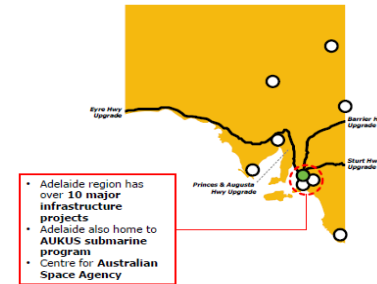 Eyre Hwy
Upgrade
Barrier H
Upgrade
Sturt Hw
Upgrade
Princes & Augusta
Hwy Upgrade
• Adelaide region has
over 10 major
infrastructure
projects
• Adelaide also home to
AUKUS submarine
program
• Centre for Australian
Space Agency